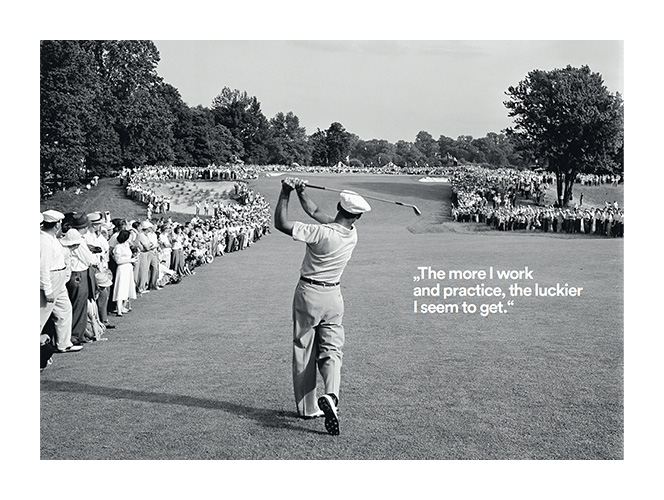 „The more I work
and practice, the luckier
I seem to get.“